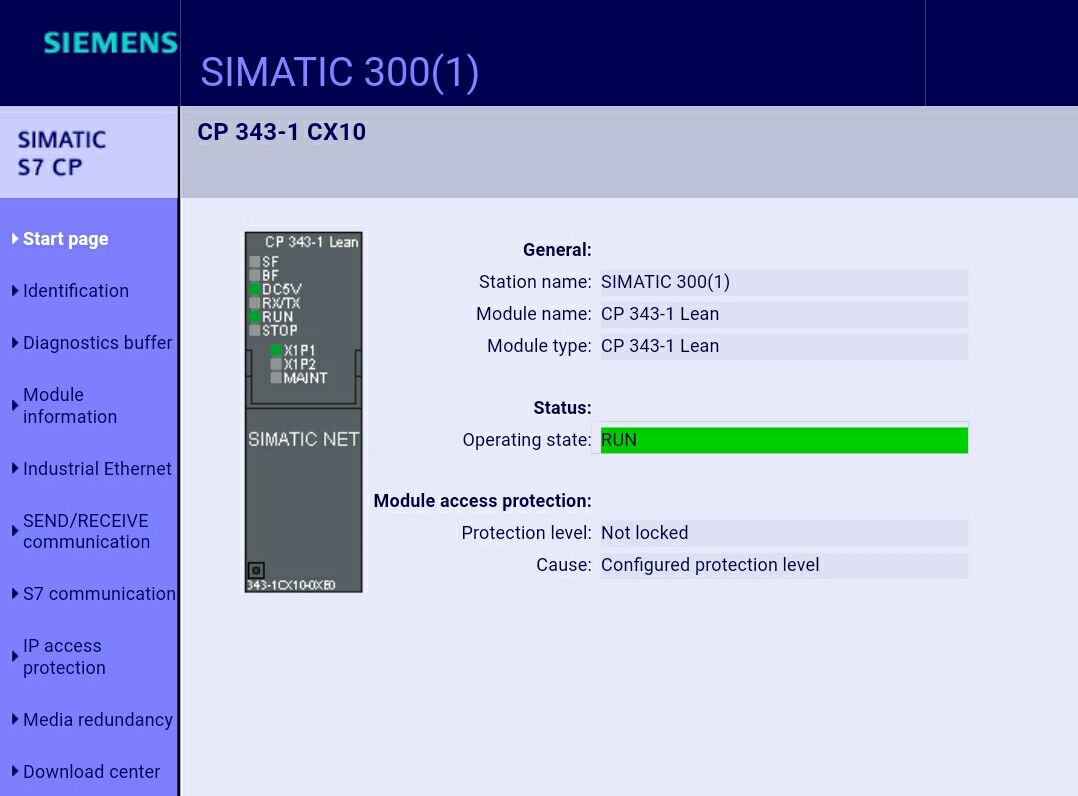 SIEMENS
SIMATIC 300(1)
SIMATIC
S7 CP
CP 343-1 CX10
Start page
Identification
Diagnostics buffer
Module
information
Industrial Ethernet
SEND/RECEIVE
communication
S7 communication
IP access
protection
Media redundancy
Download center
CP 343-1 Lean
SF
BF
DC5V
RX/TX
RUN
STOP
X1P1
X1P2
MAINT
SIMATIC NET
343-1CX10-0XE0
General:
Station name: SIMATIC 300(1)
Module name: CP 343-1 Lean
Module type: CP 343-1 Lean
Status:
Operating state: RUN
Module access protection:
Protection level: Not locked
Cause: Configured protection level